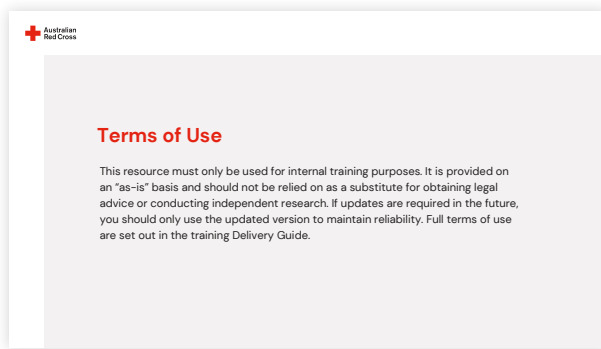 Australian
Red Cross
Terms of Use
This resource must only be used for internal training purposes. It is provided on
an “as-is” basis and should not be relied on as a substitute for obtaining legal
advice or conducting independent research. If updates are required in the future,
you should only use the updated version to maintain reliability. Full terms of use
are set out in the training Delivery Guide.